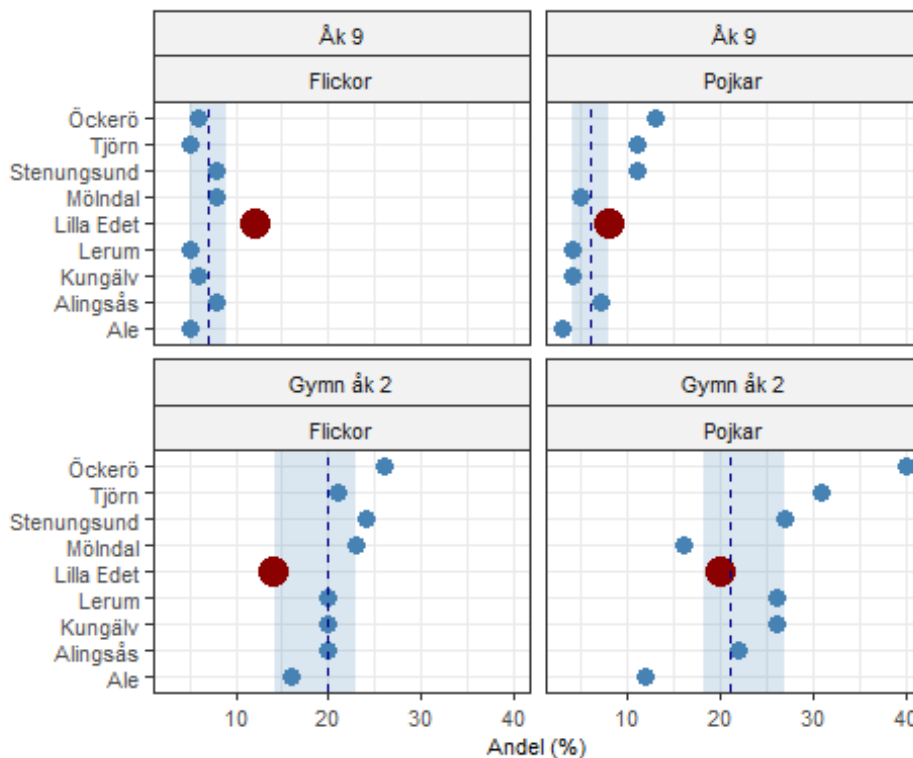 Åk 9 Åk 9
Flickor Pojkar
Öckerö
Tjörn
Stenungsund
Mölndal
Lilla Edet
Lerum
Kungälv
Alingsås
Ale
Gymn åk 2 Gymn åk 2
Flickor Pojkar
Öckerö
Tjörn
Stenungsund
Mölndal
Lilla Edet
Lerum
Kungälv
Alingsås
Ale
10 20 30 40 10 20 30 40
Andel (%)